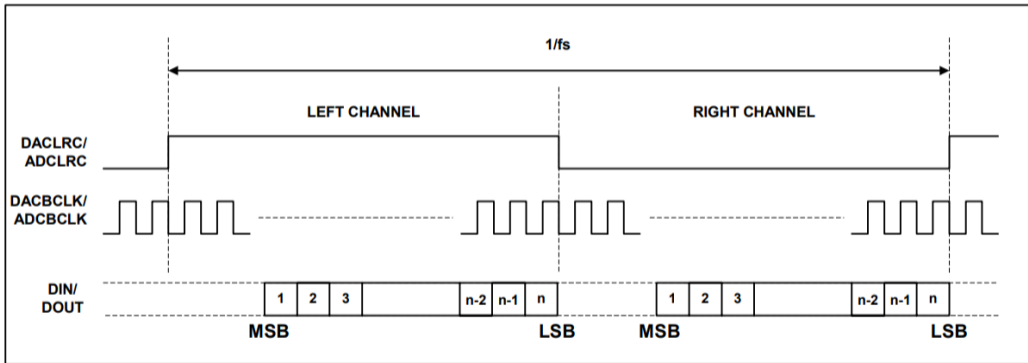 1/fs
LEFT CHANNEL RIGHT CHANNEL
DACLRC/
ADCLRC
DACBCLK/
ADCBCLK
DIN/
DOUT
1 2 3 n-2 n-1 n 1 2 3 n-2 n-1 n
MSB LSB MSB LSB